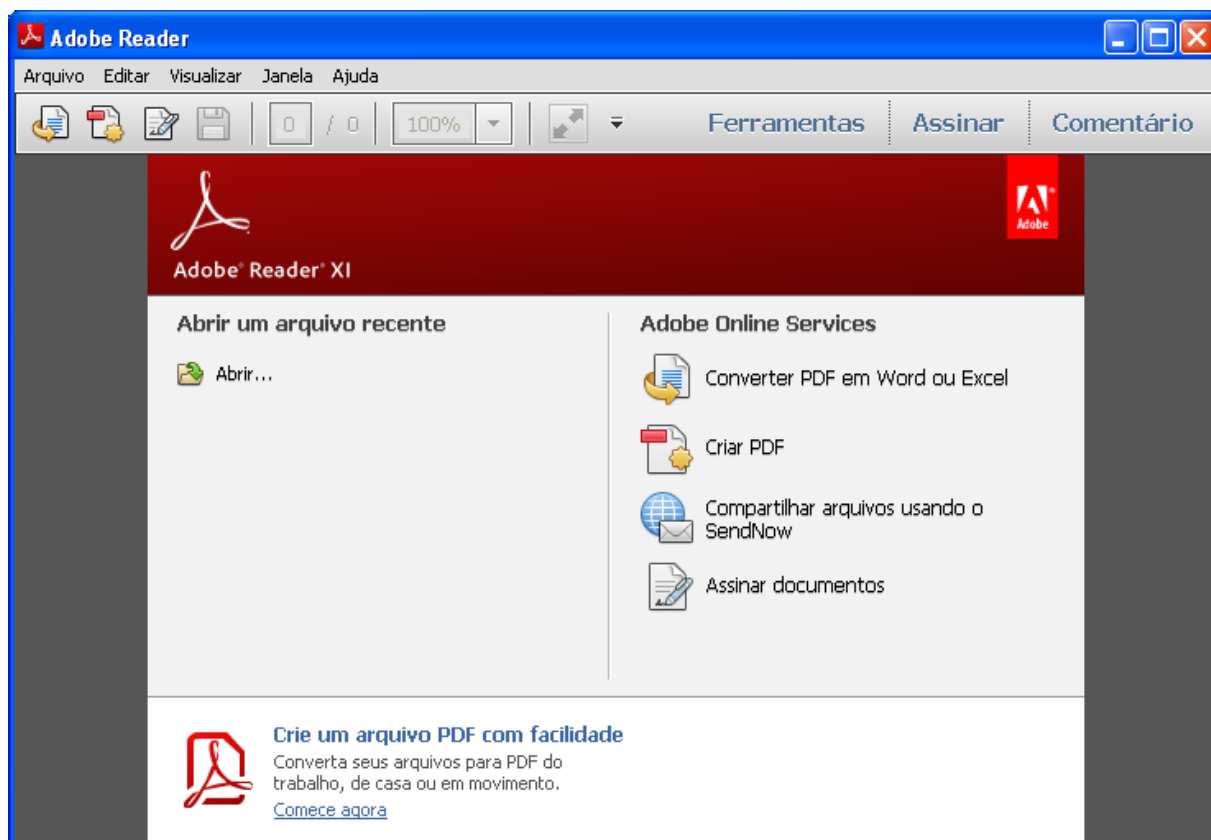 Adobe Reader
Arquivo Editar Visualizar Janela Ajuda
0 / 0 100% Ferramentas Assinar Comentário
Adobe® Reader® XI
Adobe
Abrir um arquivo recente
Abrir...
Adobe Online Services
Converter PDF em Word ou Excel
Criar PDF
Compartilhar arquivos usando o
SendNow
Assinar documentos
Crie um arquivo PDF com facilidade
Converta seus arquivos para PDF do
trabalho, de casa ou em movimento.
Comece agora